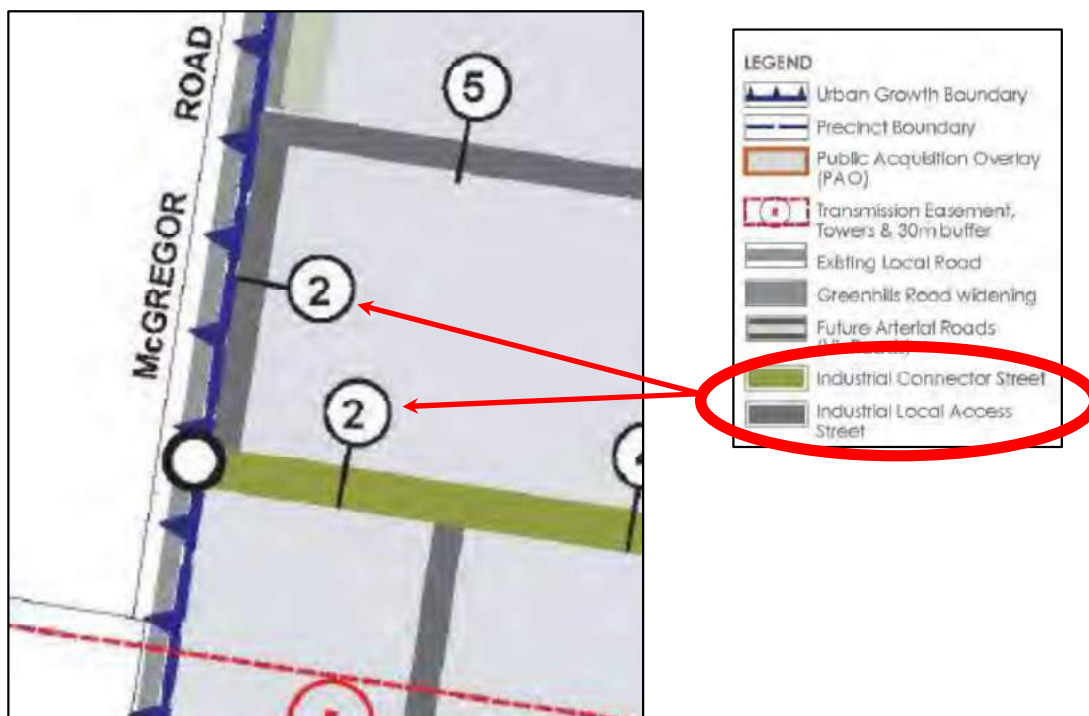 ROAD
McGREGOR
5
2
2
LEGEND
Urban Growth Boundary
Precinct Boundary
Public Acquisition Overlay
(PAO)
Transmission Easement,
Towers & 30m buffer
Existing Local Road
Greenhills Road widening
Future Arterial Roads
Industrial Connector Street
Industrial Local Access
Street